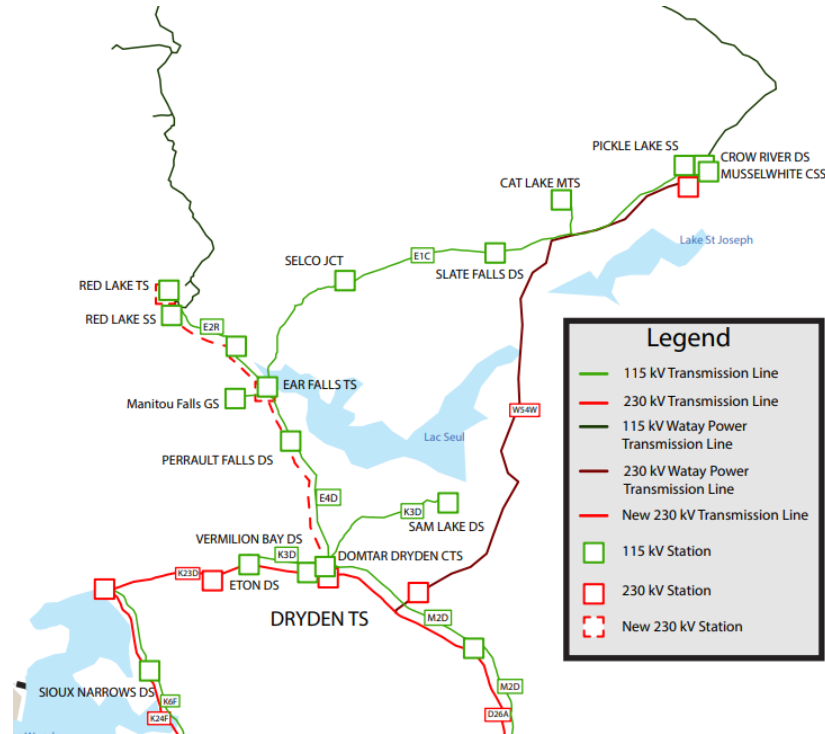 PICKLE LAKE SS
CROW RIVER DS
MUSSELWHITE CSS
CAT LAKE MTS
Lake St Joseph
SELCO JCT
E1C
SLATE FALLS DS
RED LAKE TS
RED LAKE SS
E2R
EAR FALLS TS
Manitou Falls GS
W54W
Lac Seul
PERRAULT FALLS DS
E4D
K3D
SAM LAKE DS
VERMILION BAY DS
K3D
DOMTAR DRYDEN CTS
K23D
ETON DS
DRYDEN TS
M2D
M2D
SIOUX NARROWS DS
K6F
K24F
D26A
Legend
115 kV Transmission Line
230 kV Transmission Line
115 kV Watay Power
Transmission Line
230 kV Watay Power
Transmission Line
New 230 kV Transmission Line
115 kV Station
230 kV Station
New 230 kV Station